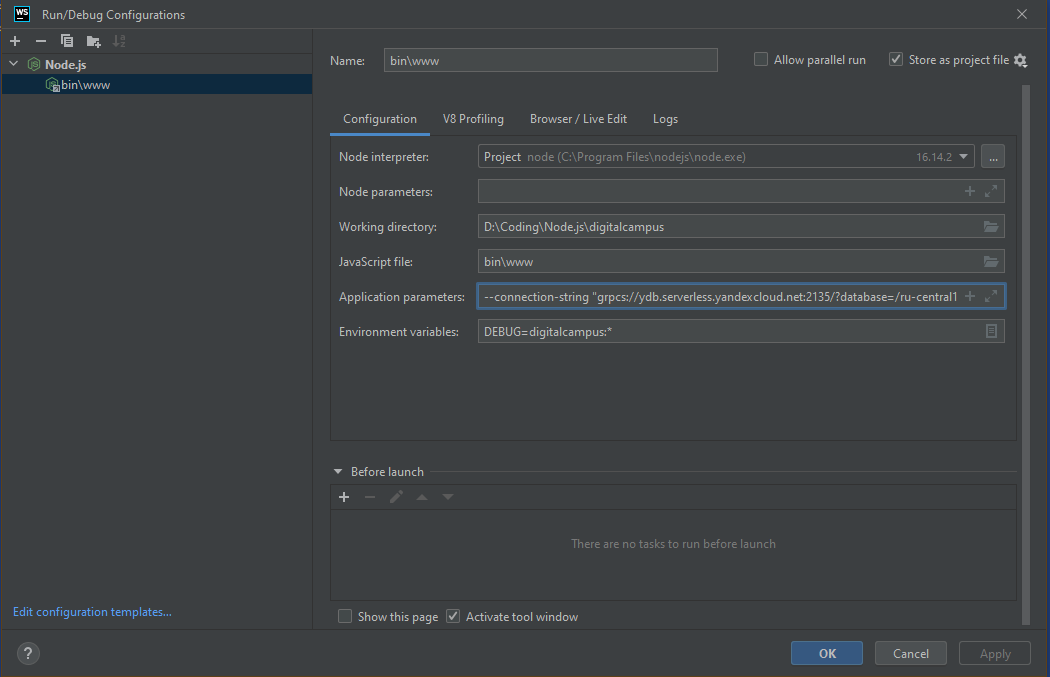 WS Run/Debug Configurations
Node.js
bin\www
Name: bin\www
Allow parallel run
Store as project file
Configuration V8 Profiling Browser / Live Edit Logs
Node interpreter: Project node (C:\Program Files\nodejs\node.exe) 16.14.2 ...
Node parameters:
Working directory: D:\Coding\Node.js\digitalcampus
JavaScript file: bin\www
Application parameters: --connection-string "grpcs://ydb.serverless.yandexcloud.net:2135/?database=/ru-central1
Environment variables: DEBUG=digitalcampus:*
Before launch
There are no tasks to run before launch
Edit configuration templates...
Show this page Activate tool window
? OK Cancel Apply